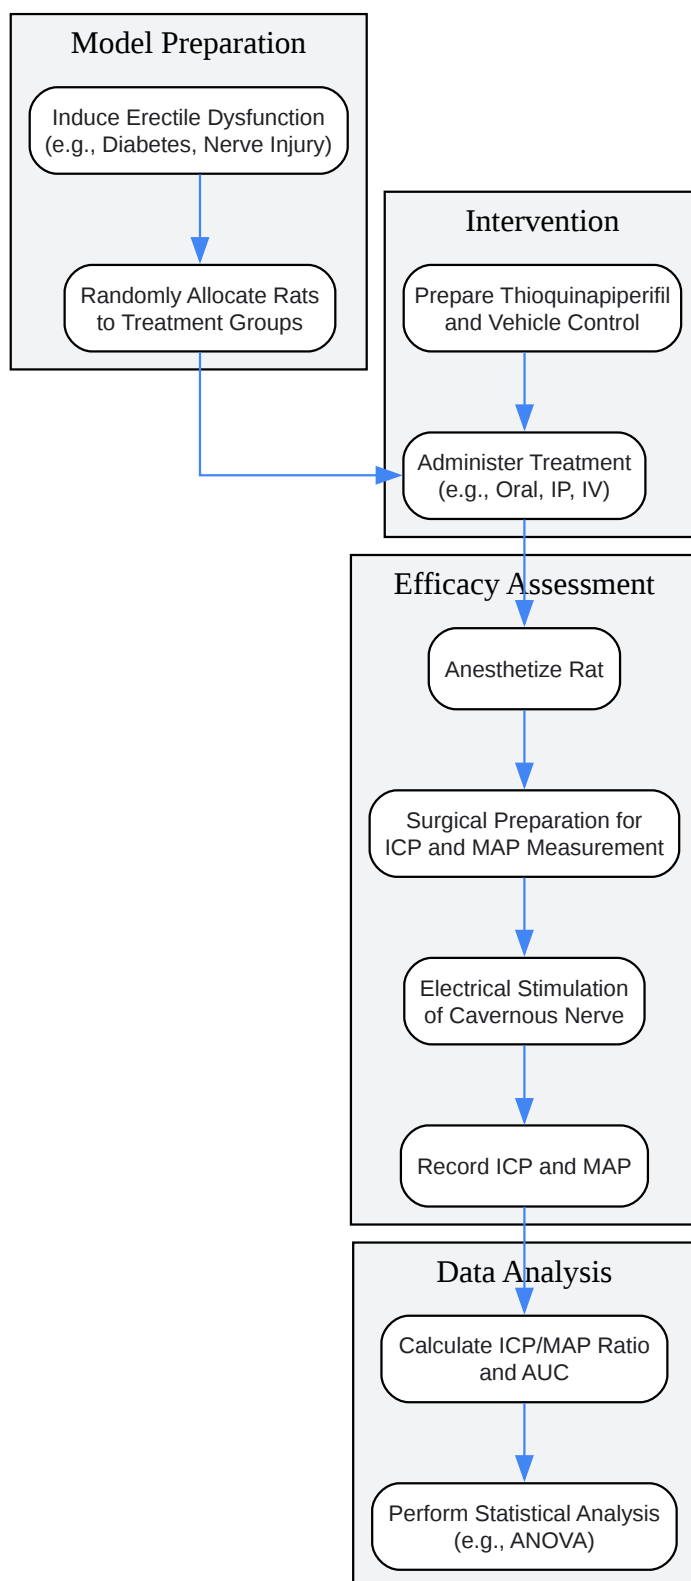 Model Preparation
Induce Erectile Dysfunction
(e.g., Diabetes, Nerve Injury)
Randomly Allocate Rats
to Treatment Groups
Intervention
Prepare Thioquinapiperifil
and Vehicle Control
Administer Treatment
(e.g., Oral, IP, IV)
Efficacy Assessment
Anesthetize Rat
Surgical Preparation for
ICP and MAP Measurement
Electrical Stimulation
of Cavernous Nerve
Record ICP and MAP
Data Analysis
Calculate ICP/MAP Ratio
and AUC
Perform Statistical Analysis
(e.g., ANOVA)